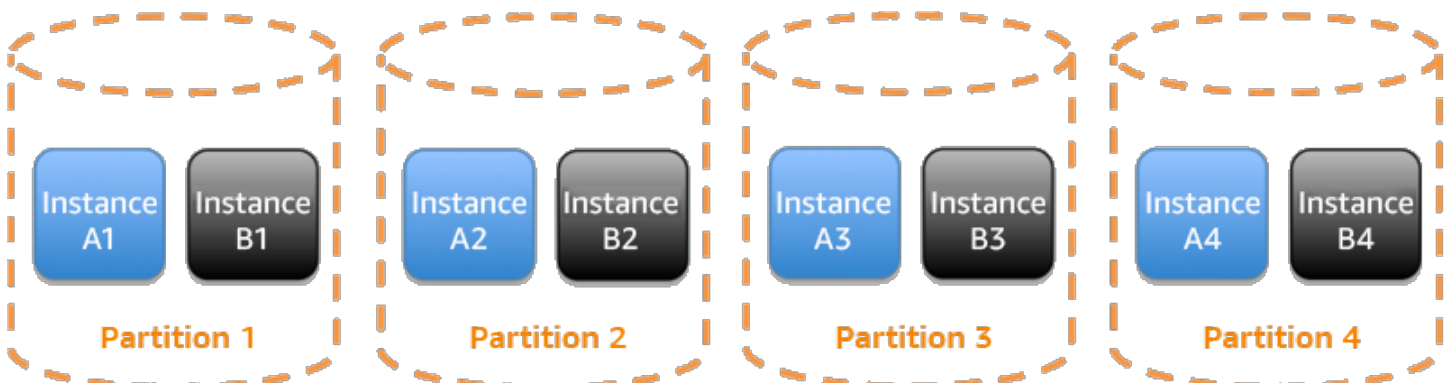 Instance
A1
Instance
B1
Partition 1
Instance
A2
Instance
B2
Partition 2
Instance
A3
Instance
B3
Partition 3
Instance
A4
Instance
B4
Partition 4